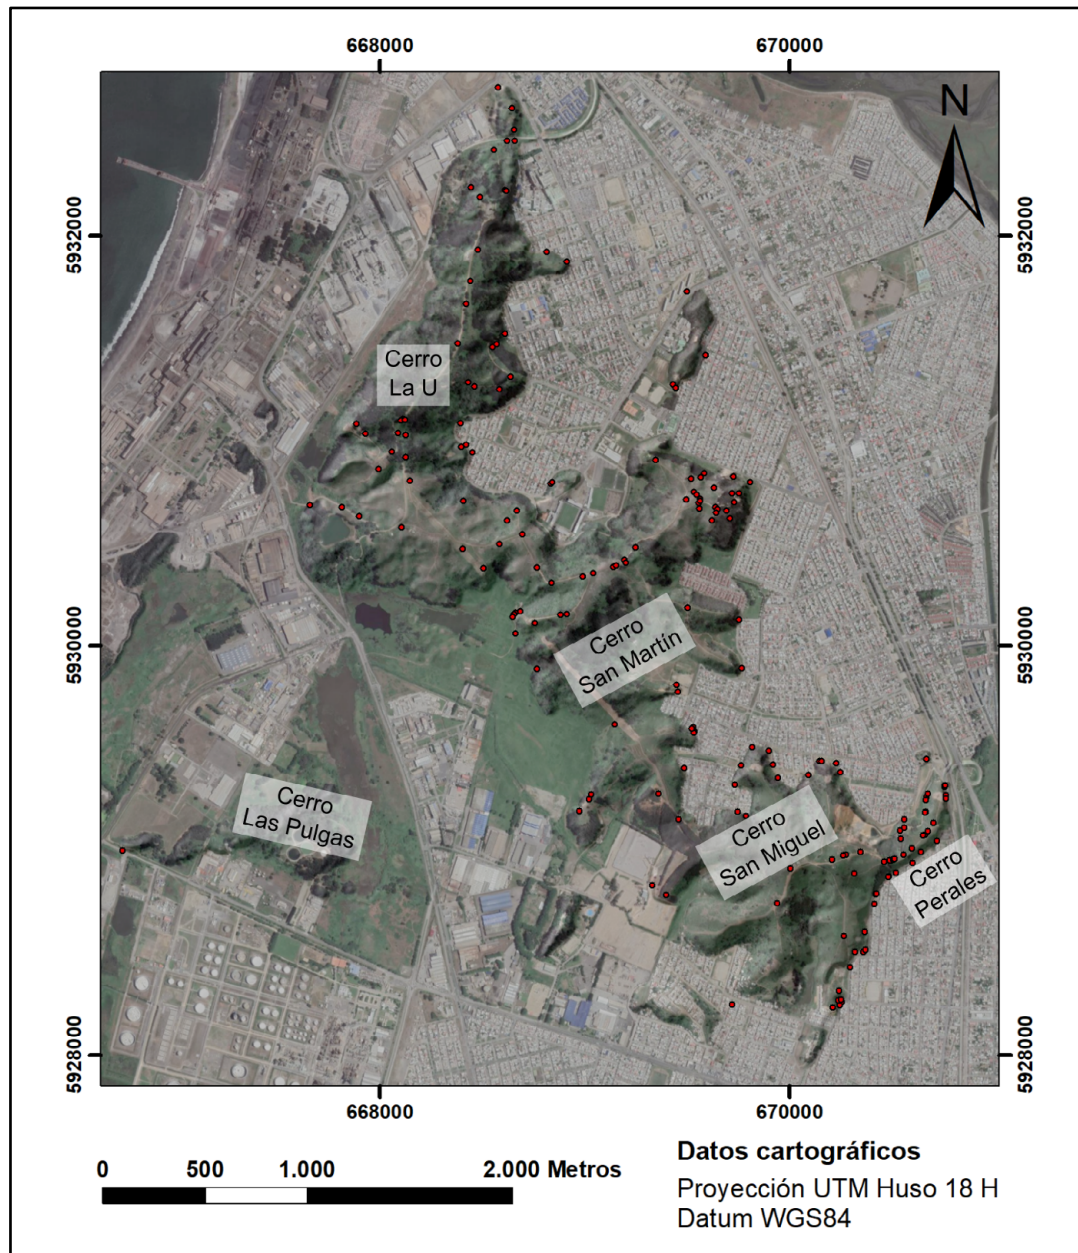 668000
670000
N
5932000
5932000
Cerro
La U
5930000
5930000
Cerro
San Martín
Cerro
Las Pulgas
Cerro
San Miguel
Cerro
Perales
5928000
5928000
668000
670000
0 500 1.000 2.000 Metros
Datos cartográficos
Proyección UTM Huso 18 H
Datum WGS84